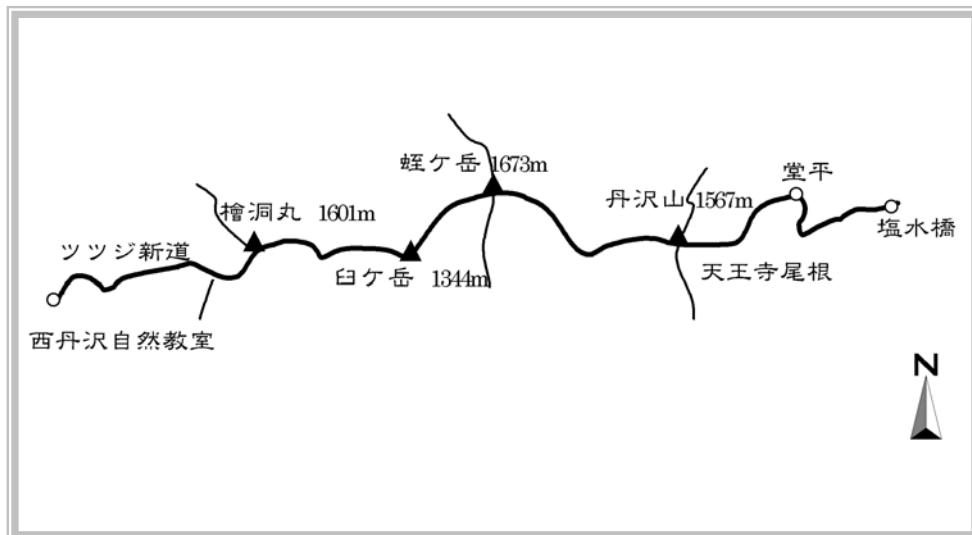 蛭ケ岳 1673m
堂平
丹沢山 1567m
檜洞丸 1601m
塩水橋
ツツジ新道
臼ケ岳 1344m
天王寺尾根
西丹沢自然教室
N